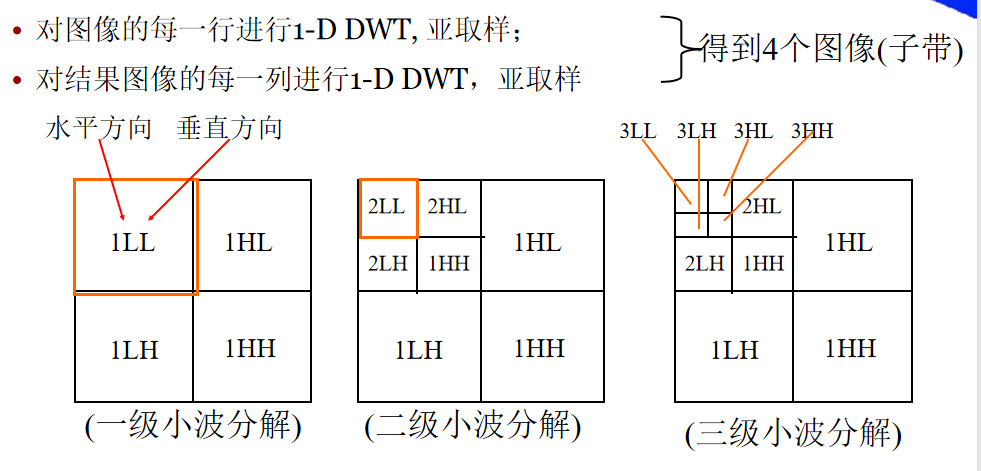 • 对图像的每一行进行1-D DWT, 亚取样；
• 对结果图像的每一列进行1-D DWT，亚取样
得到4个图像(子带)
水平方向 垂直方向
3LL 3LH 3HL 3HH
1LL 1HL
1LH 1HH
(一级小波分解)
2LL 2HL
2LH 1HH
1HL
1LH 1HH
(二级小波分解)
2HL
2LH 1HH
1HL
1LH 1HH
(三级小波分解)